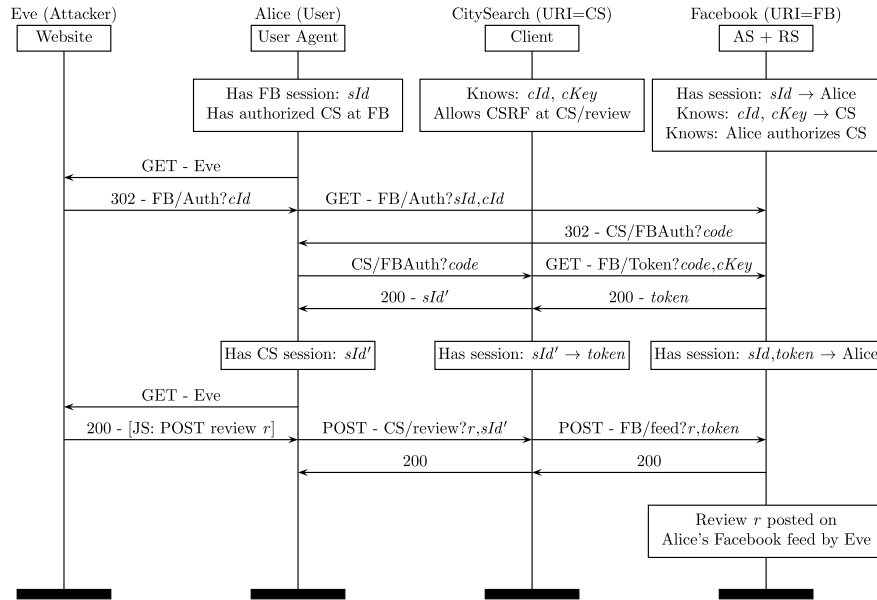 Eve (Attacker)
Alice (User)
CitySearch (URI=CS)
Facebook (URI=FB)
Website
User Agent
Client
AS + RS
Has FB session: sId
Has authorized CS at FB
Knows: cId, cKey
Allows CSRF at CS/review
Has session: sId → Alice
Knows: cId, cKey → CS
Knows: Alice authorizes CS
GET - Eve
302 - FB/Auth?cId
GET - FB/Auth?sId,cId
302 - CS/FBAuth?code
CS/FBAuth?code
GET - FB/Token?code,cKey
200 - sId′
200 - token
Has CS session: sId′
Has session: sId′ → token
Has session: sId,token → Alice
GET - Eve
200 - [JS: POST review r]
POST - CS/review?r,sId′
POST - FB/feed?r,token
200
200
Review r posted on
Alice's Facebook feed by Eve